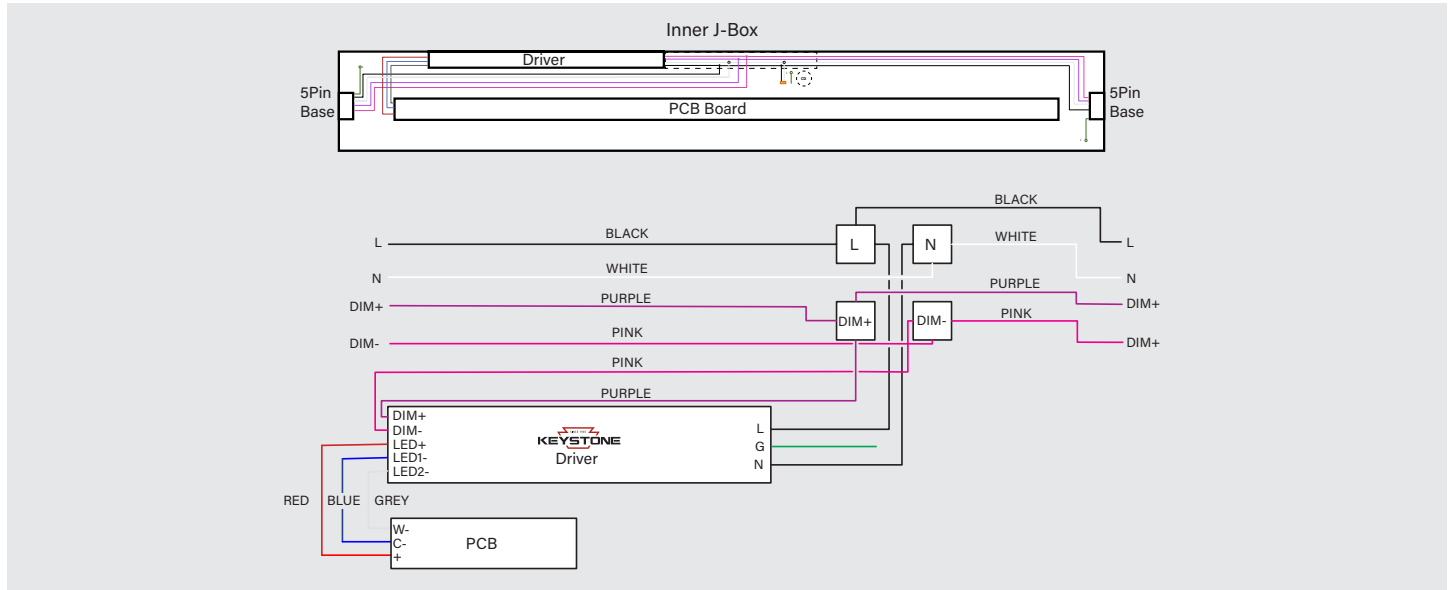 Inner J-Box
Driver
5Pin
Base
PCB Board
5Pin
Base
BLACK
BLACK
L
L
N
WHITE
L
WHITE
N
N
PURPLE
PURPLE
DIM+
DIM+
DIM+
DIM-
PINK
PINK
DIM-
DIM+
PINK
PURPLE
DIM+
DIM-
LED+
LED1-
LED2-
KEYSTONE
Driver
L
G
N
RED
BLUE
GREY
W-
C-
+
PCB